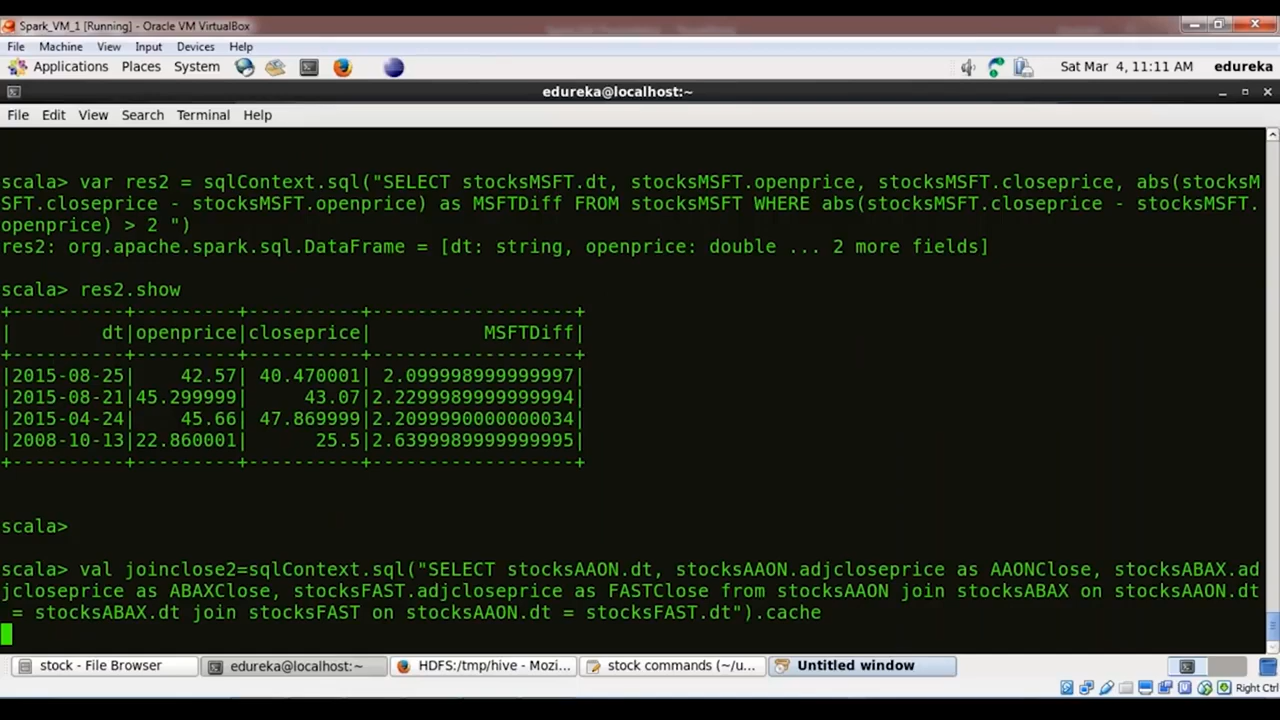 Spark_VM_1 [Running] - Oracle VM VirtualBox
File Machine View Input Devices Help
Applications Places System Sat Mar 4, 11:11 AM edureka
edureka@localhost:~
File Edit View Search Terminal Help
scala> var res2 = sqlContext.sql("SELECT stocksMSFT.dt, stocksMSFT.openprice, stocksMSFT.closeprice, abs(stocksM
SFT.closeprice - stocksMSFT.openprice) as MSFTDiff FROM stocksMSFT WHERE abs(stocksMSFT.closeprice - stocksMSFT.
openprice) > 2 ")
res2: org.apache.spark.sql.DataFrame = [dt: string, openprice: double ... 2 more fields]
scala> res2.show
+----------+---------+----------+------------------+
|        dt|openprice|closeprice|          MSFTDiff|
+----------+---------+----------+------------------+
|2015-08-25|    42.57| 40.470001| 2.099998999999997|
|2015-08-21|45.299999|     43.07|2.2299989999999994|
|2015-04-24|    45.66| 47.869999|2.2099990000000034|
|2008-10-13|22.860001|      25.5|2.6399989999999995|
+----------+---------+----------+------------------+
scala>
scala> val joinclose2=sqlContext.sql("SELECT stocksAAON.dt, stocksAAON.adjcloseprice as AAONClose, stocksABAX.ad
jcloseprice as ABAXClose, stocksFAST.adjcloseprice as FASTClose from stocksAAON join stocksABAX on stocksAAON.dt
 = stocksABAX.dt join stocksFAST on stocksAAON.dt = stocksFAST.dt").cache
stock - File Browser edureka@localhost:~ HDFS:/tmp/hive - Mozi... stock commands (~/u... Untitled window
Right Ctrl